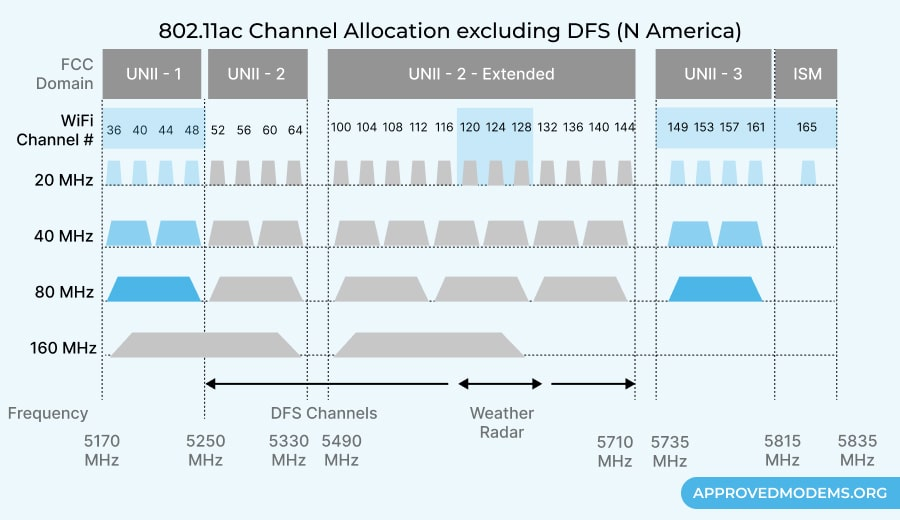 802.11ac Channel Allocation excluding DFS (N America)
FCC
Domain
UNII - 1
UNII - 2
UNII - 2 - Extended
UNII - 3
ISM
WiFi
Channel #
36 40 44 48 52 56 60 64 100 104 108 112 116 120 124 128 132 136 140 144 149 153 157 161 165
20 MHz
40 MHz
80 MHz
160 MHz
Frequency
DFS Channels
Weather
Radar
5170
MHz
5250
MHz
5330
MHz
5490
MHz
5710
MHz
5735
MHz
5815
MHz
5835
MHz
APPROVEDMODEMS.ORG